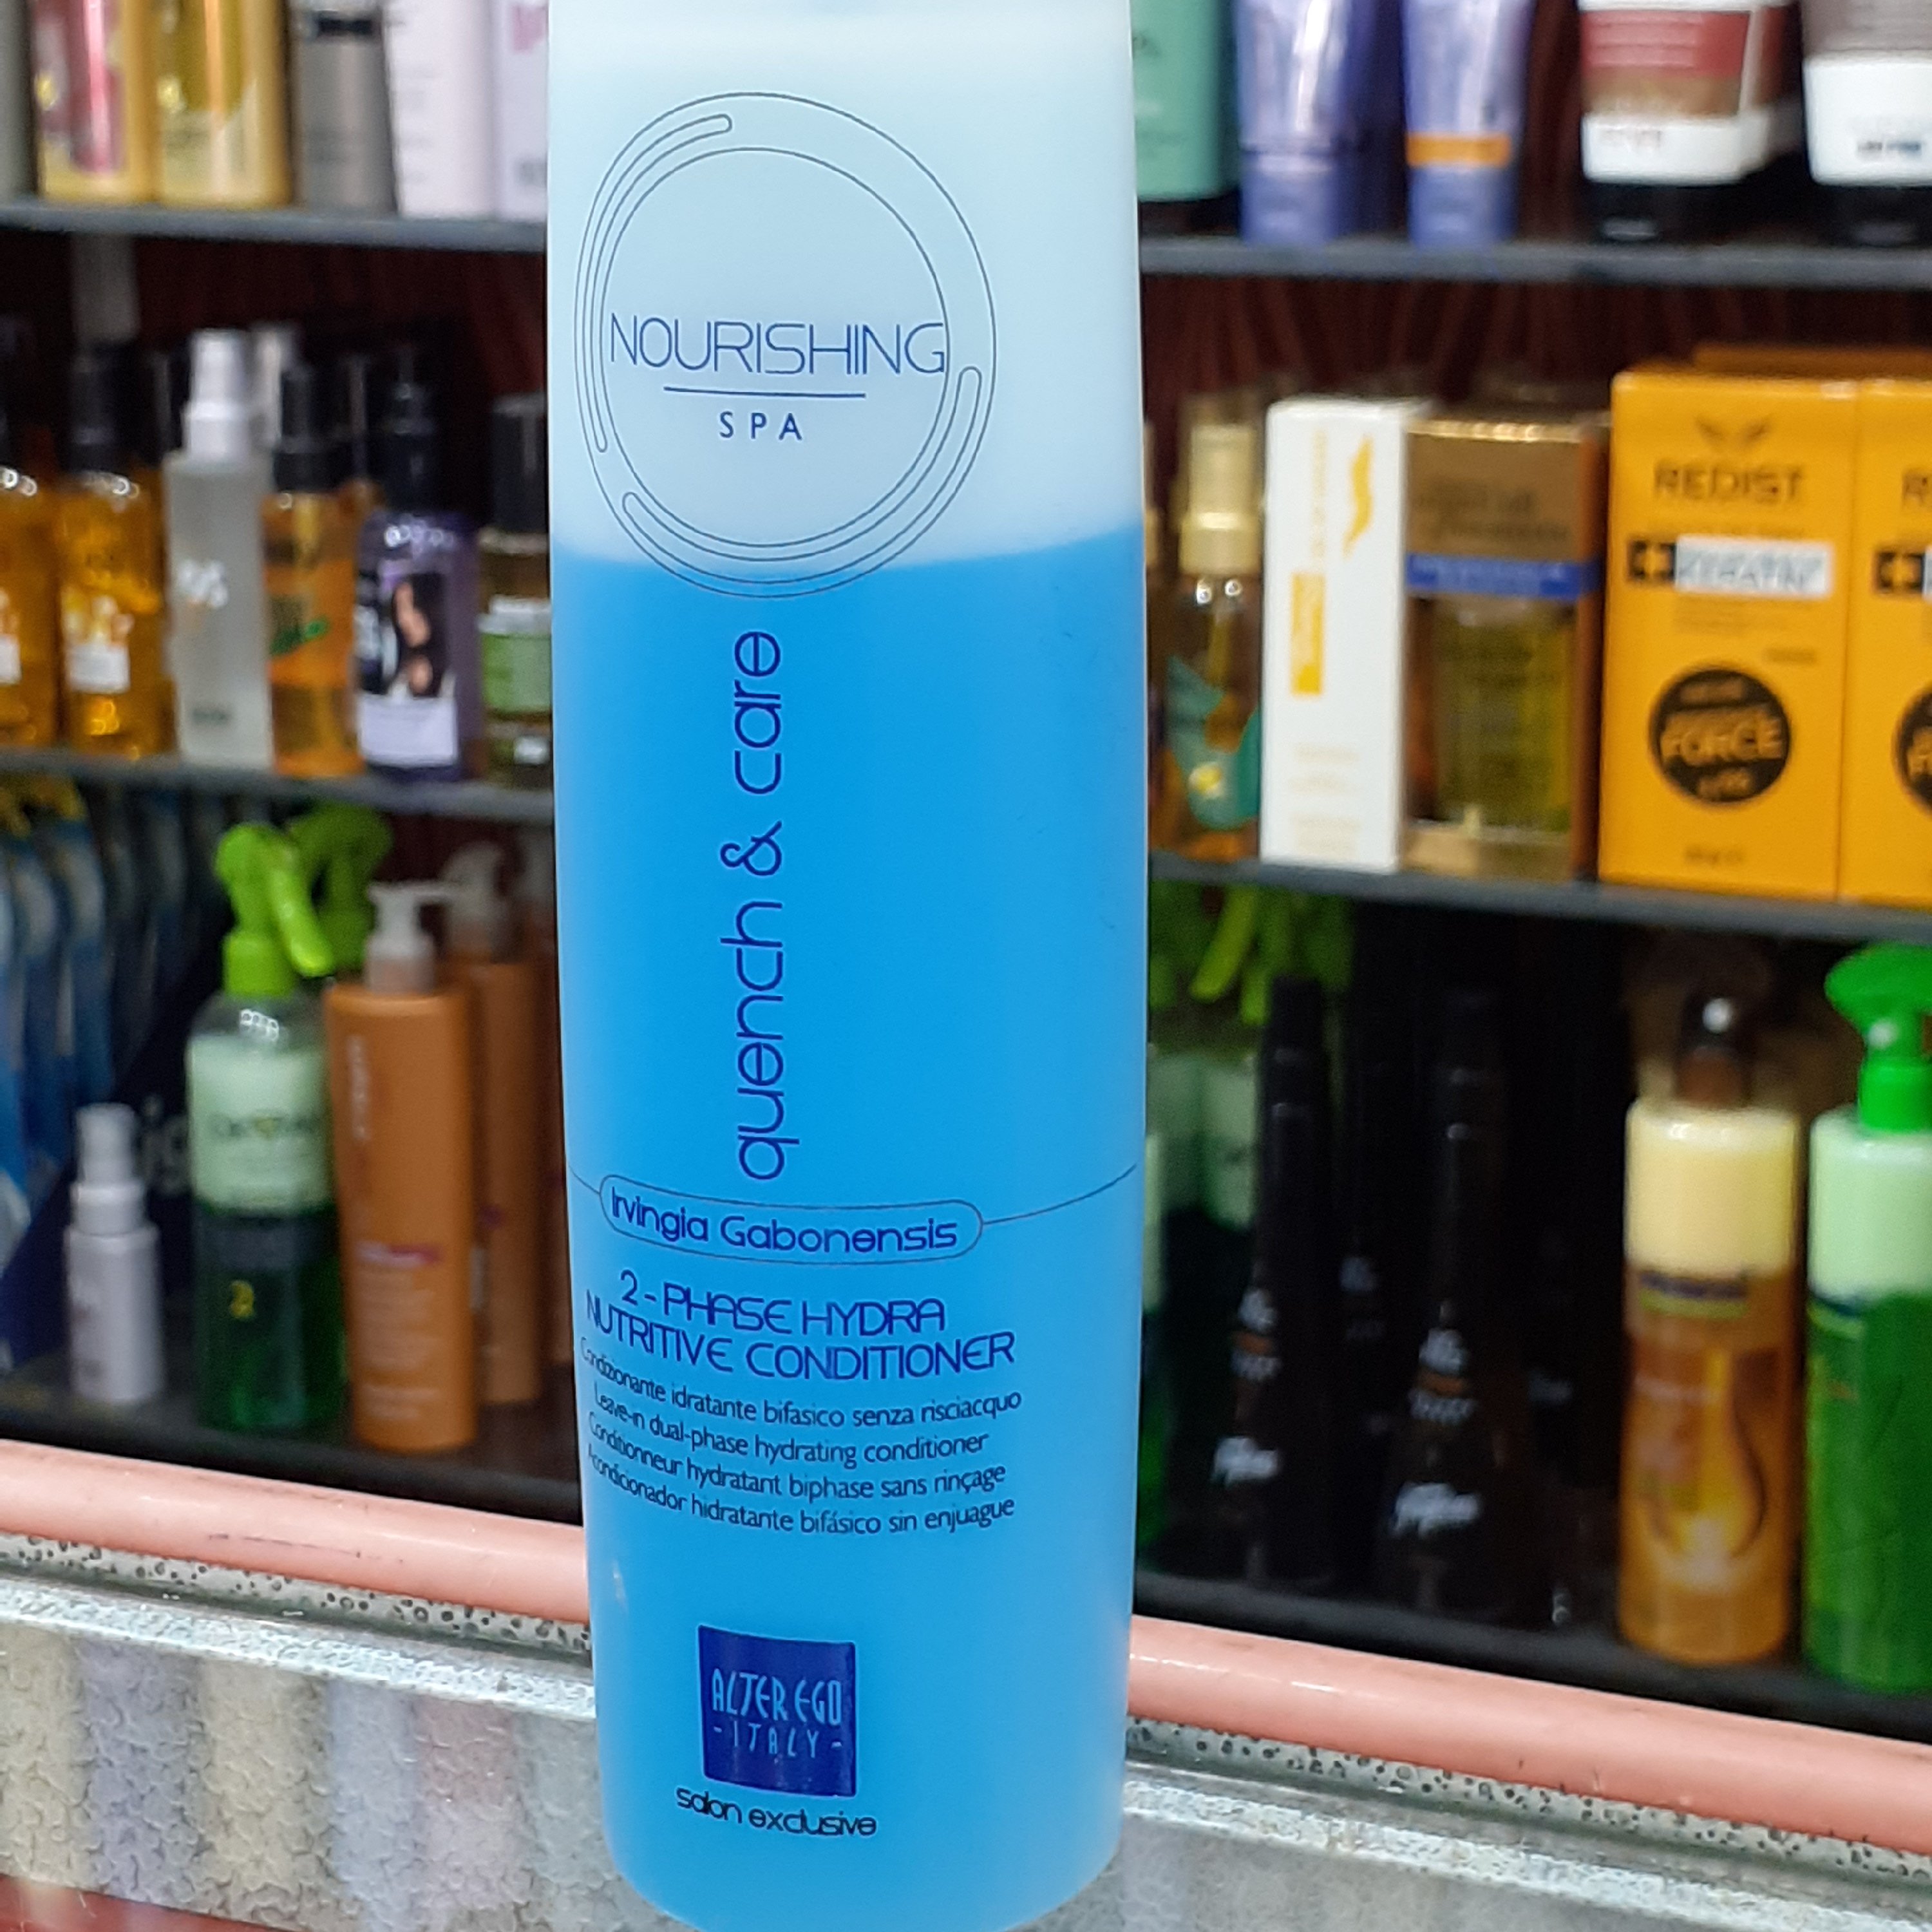 NOURISHING
SPA
quench & care
Irvingia Gabonensis
2-PHASE HYDRA
NUTRITIVE CONDITIONER
Condizionante idratante bifasico senza risciacquo
Leave-in dual-phase hydrating conditioner
Conditionneur hydratant biphase sans rinçage
Acondicionador hidratante bifásico sin enjuague
ALTER EGO
-ITALY-
salon exclusive
REDIST
KERATIN
FORCE
2